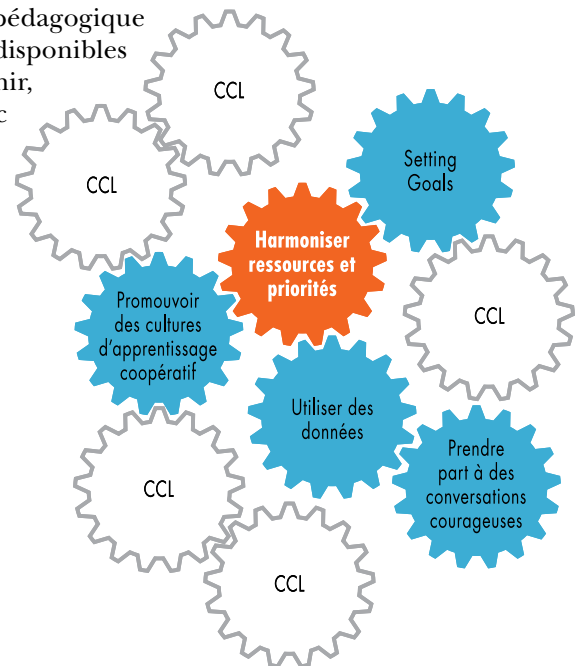 pédagogique
disponibles
nir,
c
CCL
CCL
Setting
Goals
Harmoniser
ressources et
priorités
CCL
Promouvoir
des cultures
d'apprentissage
coopératif
Utiliser des
données
Prendre
part à des
conversations
courageuses
CCL
CCL